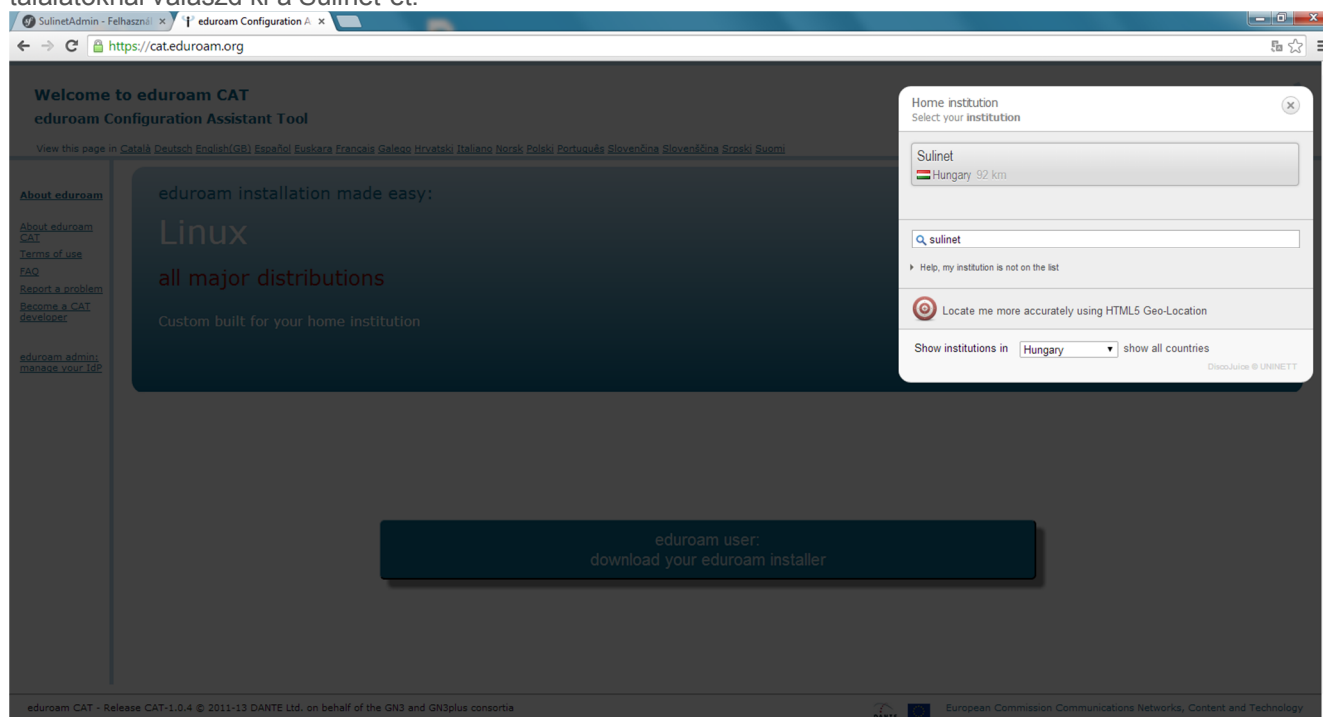 találatoknál válaszd ki a Sulinet-et.
SulinetAdmin - Felhasznál
eduroam Configuration A
https://cat.eduroam.org
Welcome to eduroam CAT
eduroam Configuration Assistant Tool
View this page in Català Deutsch English(GB) Español Euskara Français Galego Hrvatski Italiano Norsk Polski Português Slovenčina Slovenščina Srpski Suomi
About eduroam
About eduroam
CAT
Terms of use
FAQ
Report a problem
Become a CAT
developer
eduroam admin:
manage your IdP
eduroam installation made easy:
Linux
all major distributions
Custom built for your home institution
Home institution
Select your institution
Sulinet
Hungary 92 km
sulinet
Help, my institution is not on the list
Locate me more accurately using HTML5 Geo-Location
Show institutions in Hungary show all countries
DiscoJuice © UNINETT
eduroam user:
download your eduroam installer
eduroam CAT - Release CAT-1.0.4 © 2011-13 DANTE Ltd. on behalf of the GN3 and GN3plus consortia
DANTE
European Commission Communications Networks, Content and Technology